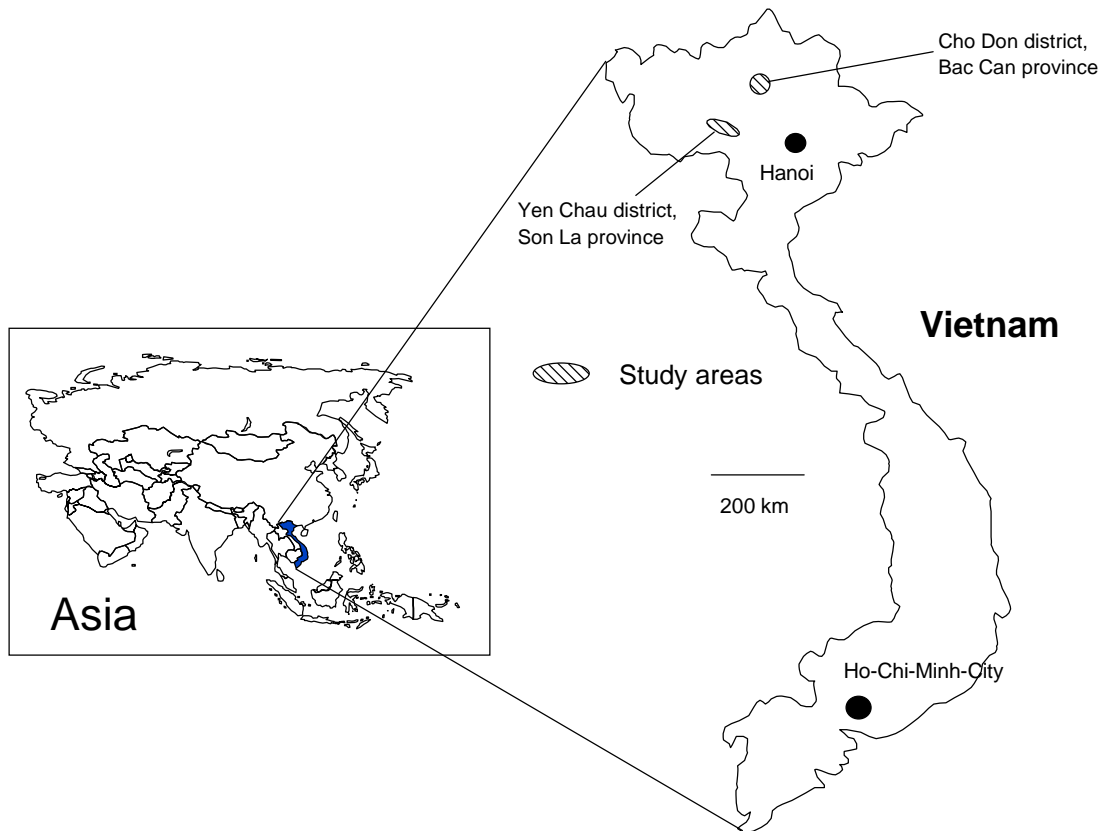 Cho Don district,
Bac Can province
Hanoi
Yen Chau district,
Son La province
Vietnam
Study areas
200 km
Asia
Ho-Chi-Minh-City